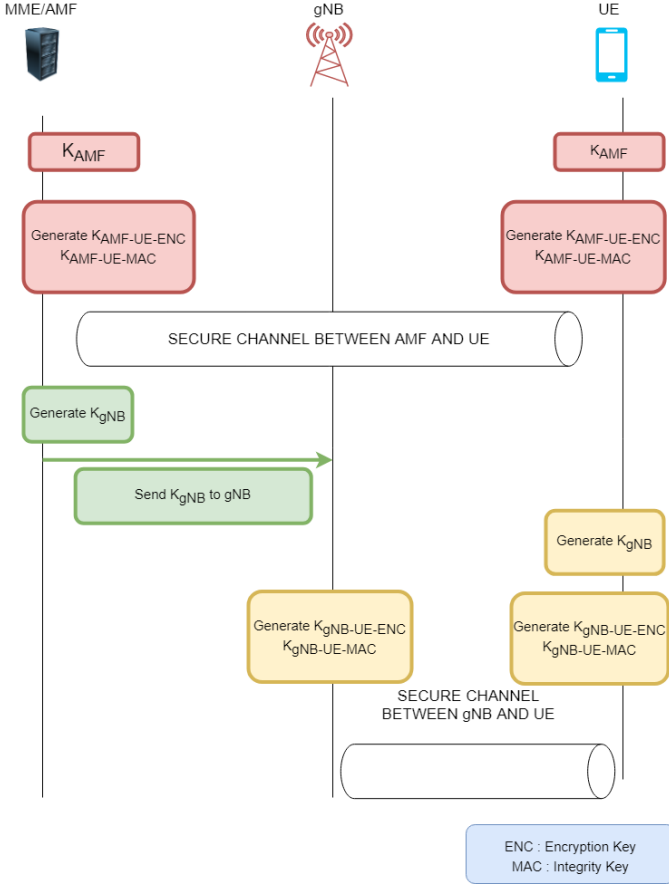 MME/AMF gNB UE
KAMF KAMF
Generate KAMF-UE-ENC
KAMF-UE-MAC
Generate KAMF-UE-ENC
KAMF-UE-MAC
SECURE CHANNEL BETWEEN AMF AND UE
Generate KgNB
Send KgNB to gNB
Generate KgNB
Generate KgNB-UE-ENC
KgNB-UE-MAC
Generate KgNB-UE-ENC
KgNB-UE-MAC
SECURE CHANNEL
BETWEEN gNB AND UE
ENC : Encryption Key
MAC : Integrity Key